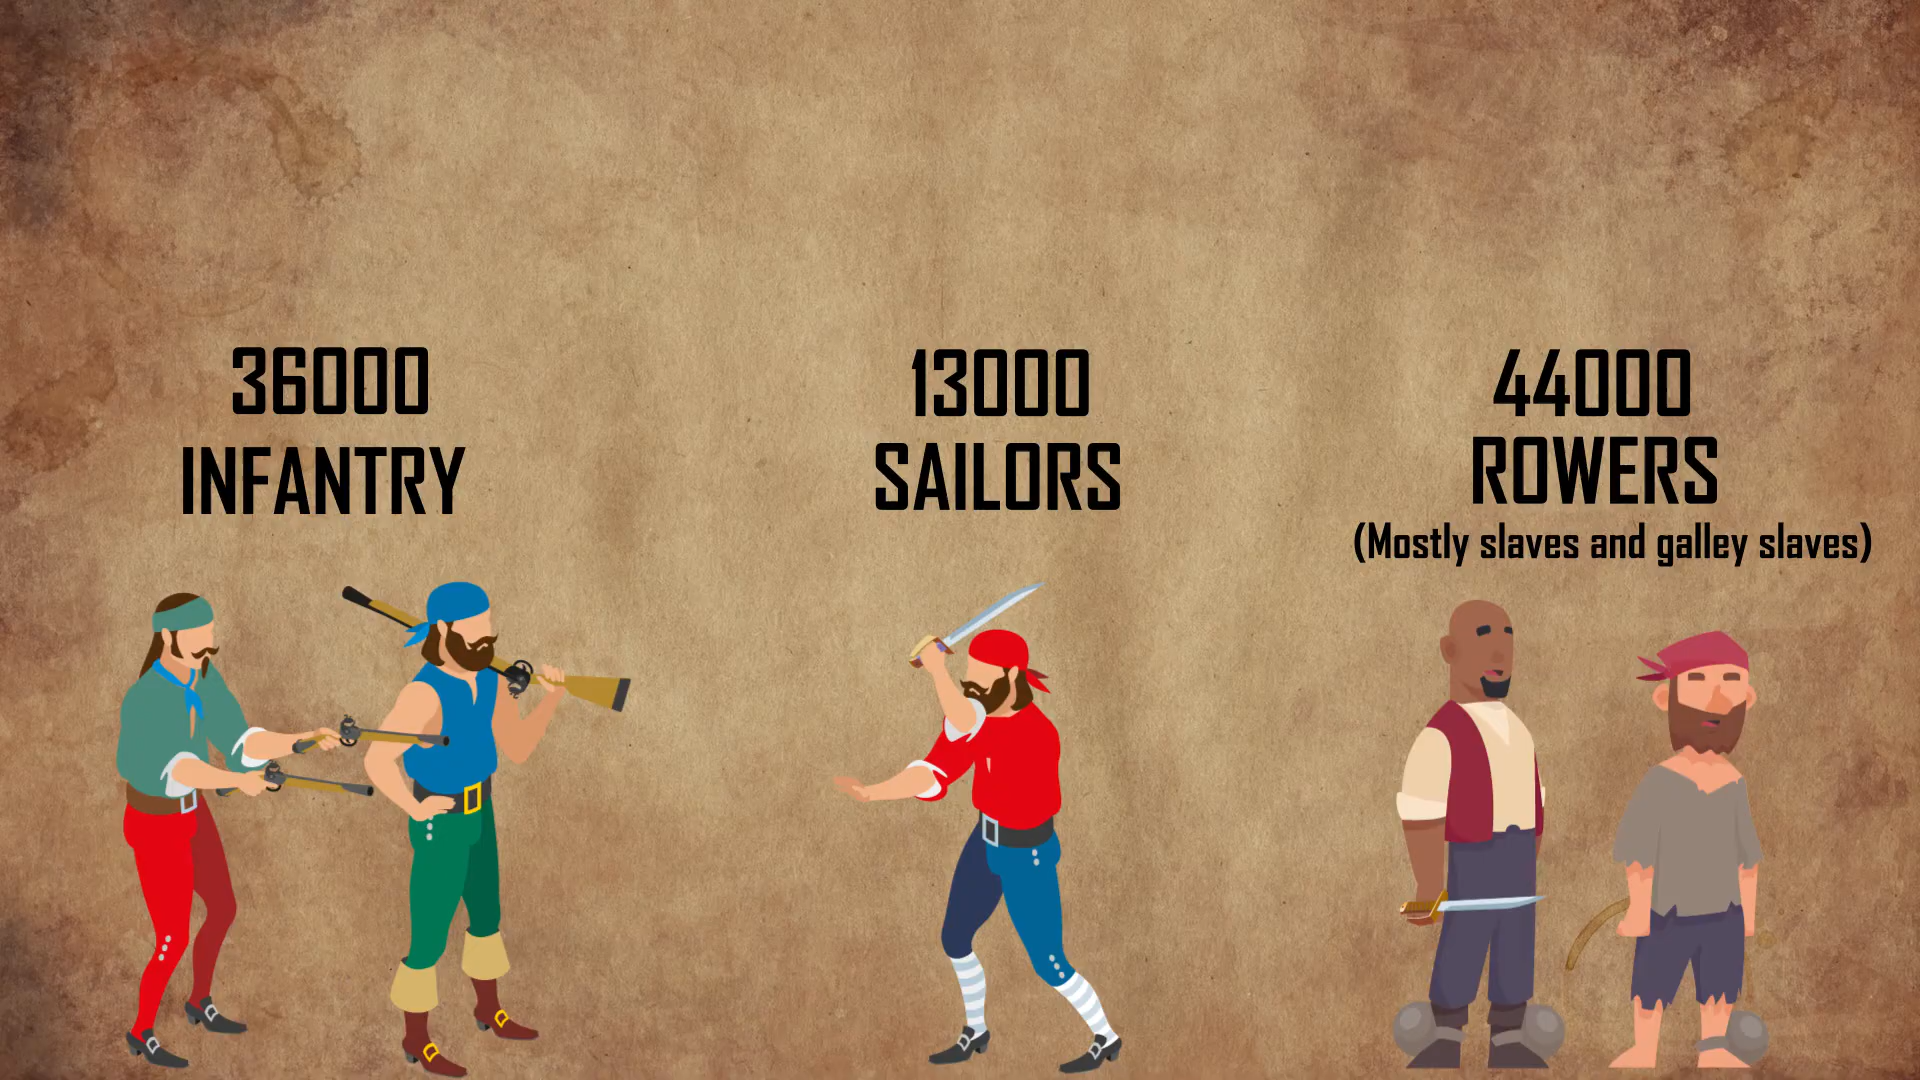 36000
INFANTRY
13000
SAILORS
44000
ROWERS
(Mostly slaves and galley slaves)